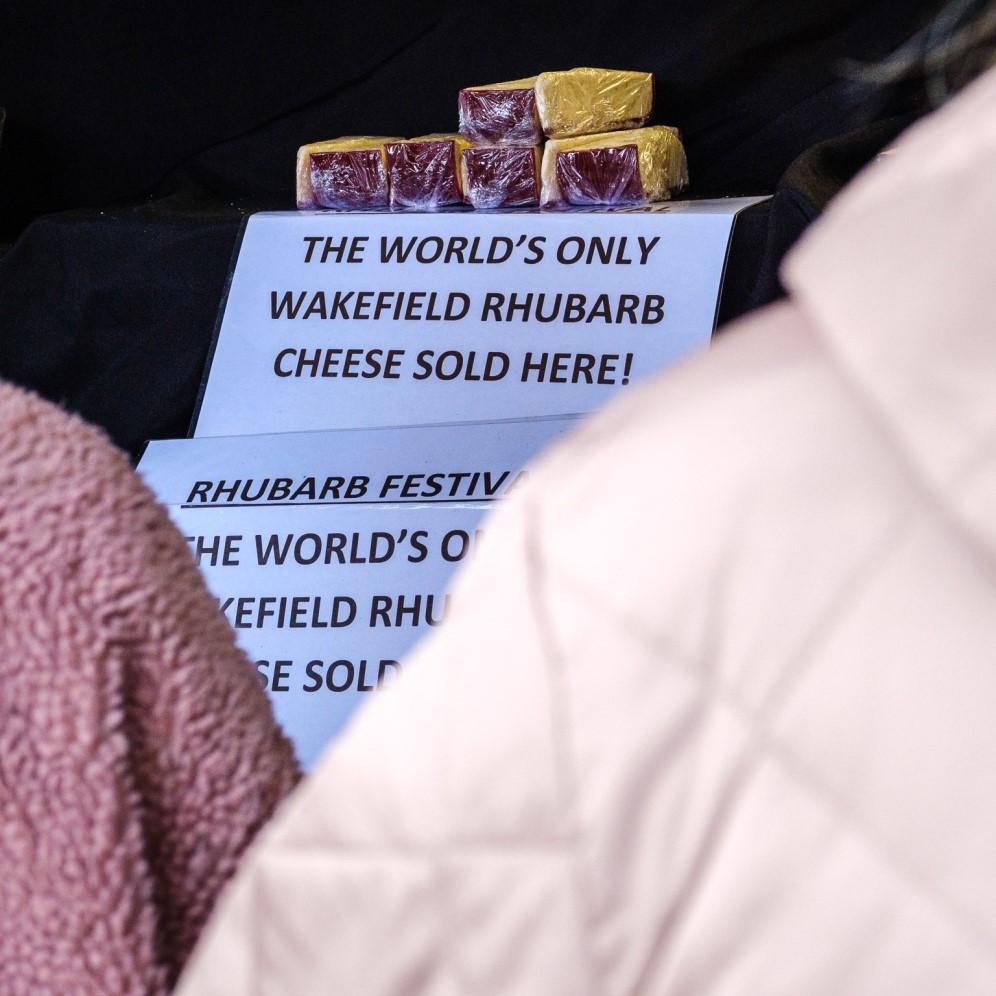 THE WORLD'S ONLY
WAKEFIELD RHUBARB
CHEESE SOLD HERE!
RHUBARB FESTIVA
THE WORLD'S
KEFIELD RHU
SE SOLD